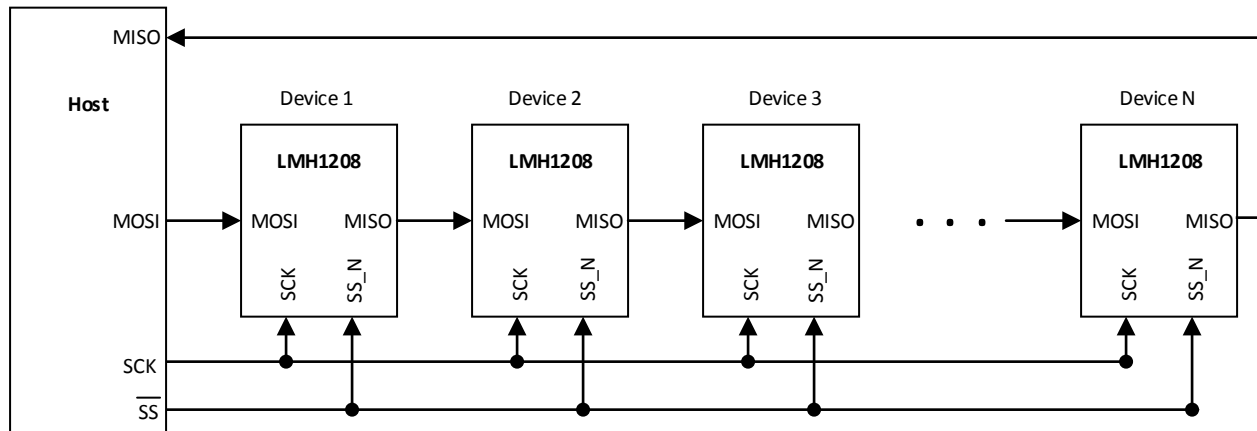 MISO
Host
Device 1 Device 2 Device 3 Device N
LMH1208 LMH1208 LMH1208 LMH1208
MOSI MOSI MISO MOSI MISO MOSI MISO . . . MOSI MISO
SCK SS_N SCK SS_N SCK SS_N SCK SS_N
SCK
SS